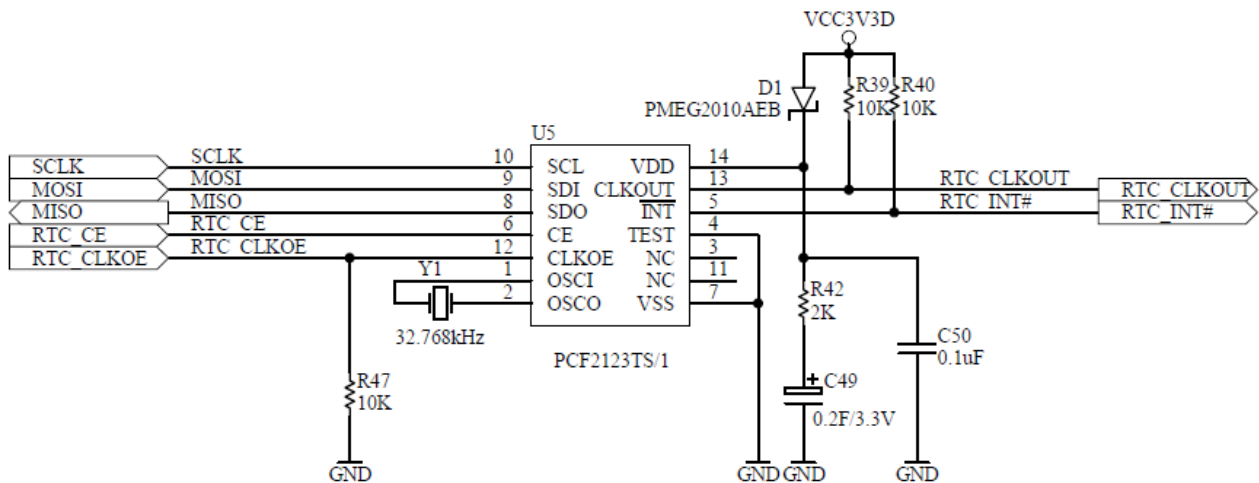 VCC3V3D
D1
PMEG2010AEB
R39
10K
R40
10K
U5
SCLK SCLK 10 SCL VDD 14
MOSI MOSI 9 SDI CLKOUT 13 RTC_CLKOUT RTC_CLKOUT
MISO MISO 8 SDO INT 5 RTC_INT# RTC_INT#
RTC_CE RTC_CE 6 CE TEST 4
RTC_CLKOE RTC_CLKOE 12 CLKOE NC 3
Y1 1 OSCI NC 11
2 OSCO VSS 7
32.768kHz
PCF2123TS/1
R42
2K
C50
0.1uF
R47
10K
+ C49
0.2F/3.3V
GND
GND
GND
GND